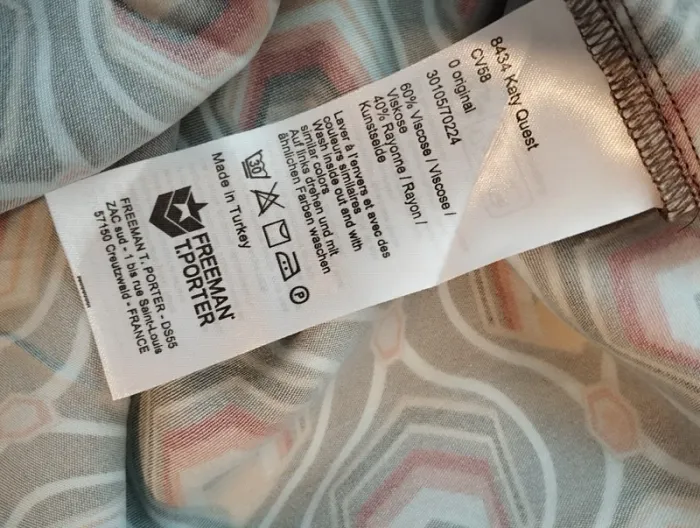 8434 Katy Quest
CV58
0 original
30105/70224
60% Viscose / Viscose /
Viskose
40% Rayonne / Rayon /
Kunstseide
Laver à l'envers et avec des
couleurs similaires
Wash inside out and with
similar colors
Auf links drehen und mit
ähnlichen Farben waschen
30
P
Made in Turkey
FREEMAN
T.PORTER
FREEMAN T. PORTER - DS55
ZAC sud - 1 bis rue Saint-Louis
57150 Creutzwald - FRANCE